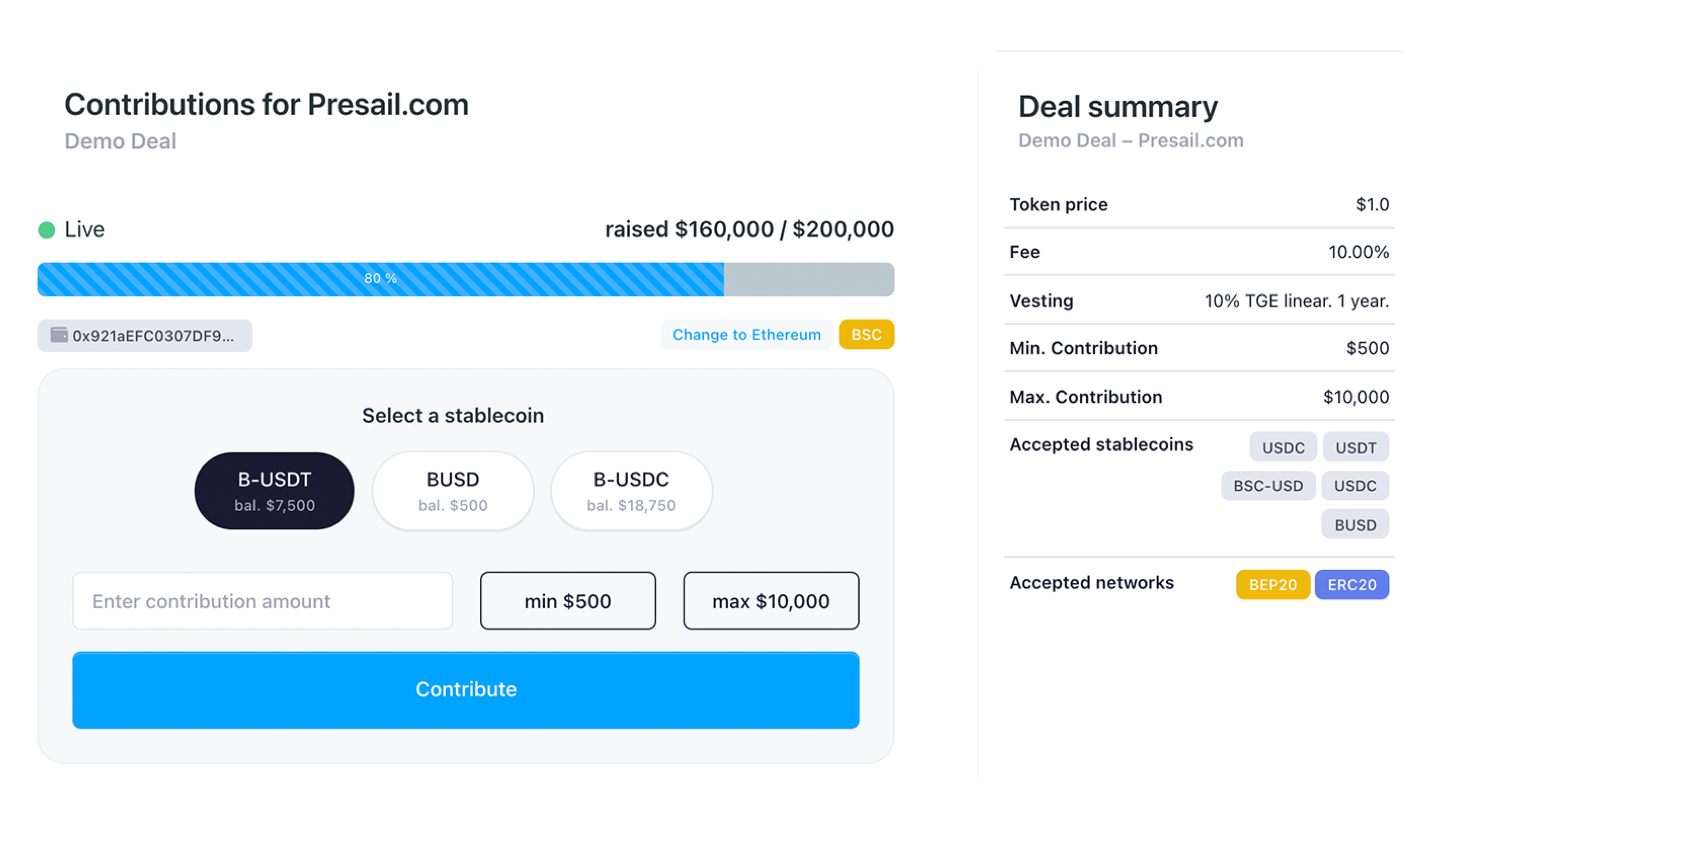 Contributions for Presail.com
Demo Deal
Live
raised $160,000 / $200,000
80 %
0x921aEFC0307DF9...
Change to Ethereum
BSC
Select a stablecoin
B-USDT
bal. $7,500
BUSD
bal. $500
B-USDC
bal. $18,750
Enter contribution amount
min $500
max $10,000
Contribute
Deal summary
Demo Deal – Presail.com
Token price $1.0
Fee 10.00%
Vesting 10% TGE linear. 1 year.
Min. Contribution $500
Max. Contribution $10,000
Accepted stablecoins USDC USDT
BSC-USD USDC
BUSD
Accepted networks BEP20 ERC20